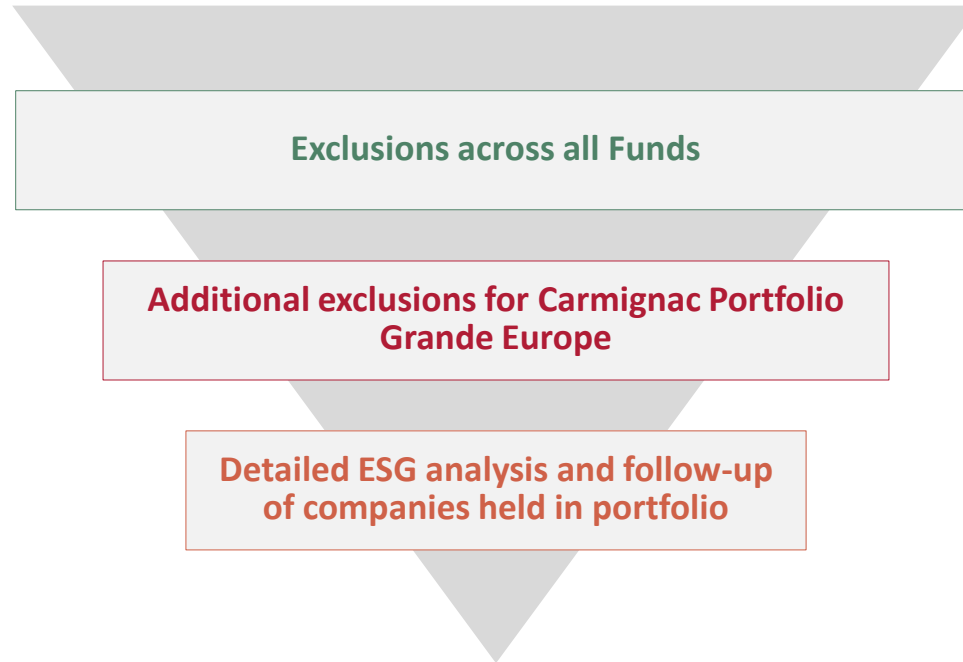 Exclusions across all Funds
Additional exclusions for Carmignac Portfolio
Grande Europe
Detailed ESG analysis and follow-up
of companies held in portfolio